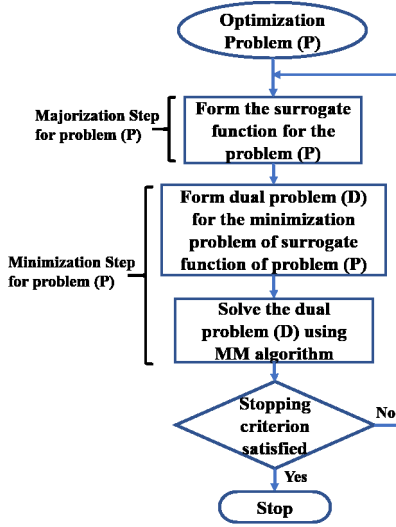 Optimization
Problem (P)
Majorization Step
for problem (P)
Form the surrogate
function for the
problem (P)
Minimization Step
for problem (P)
Form dual problem (D)
for the minimization
problem of surrogate
function of problem (P)
Solve the dual
problem (D) using
MM algorithm
Stopping
criterion
satisfied
No
Yes
Stop